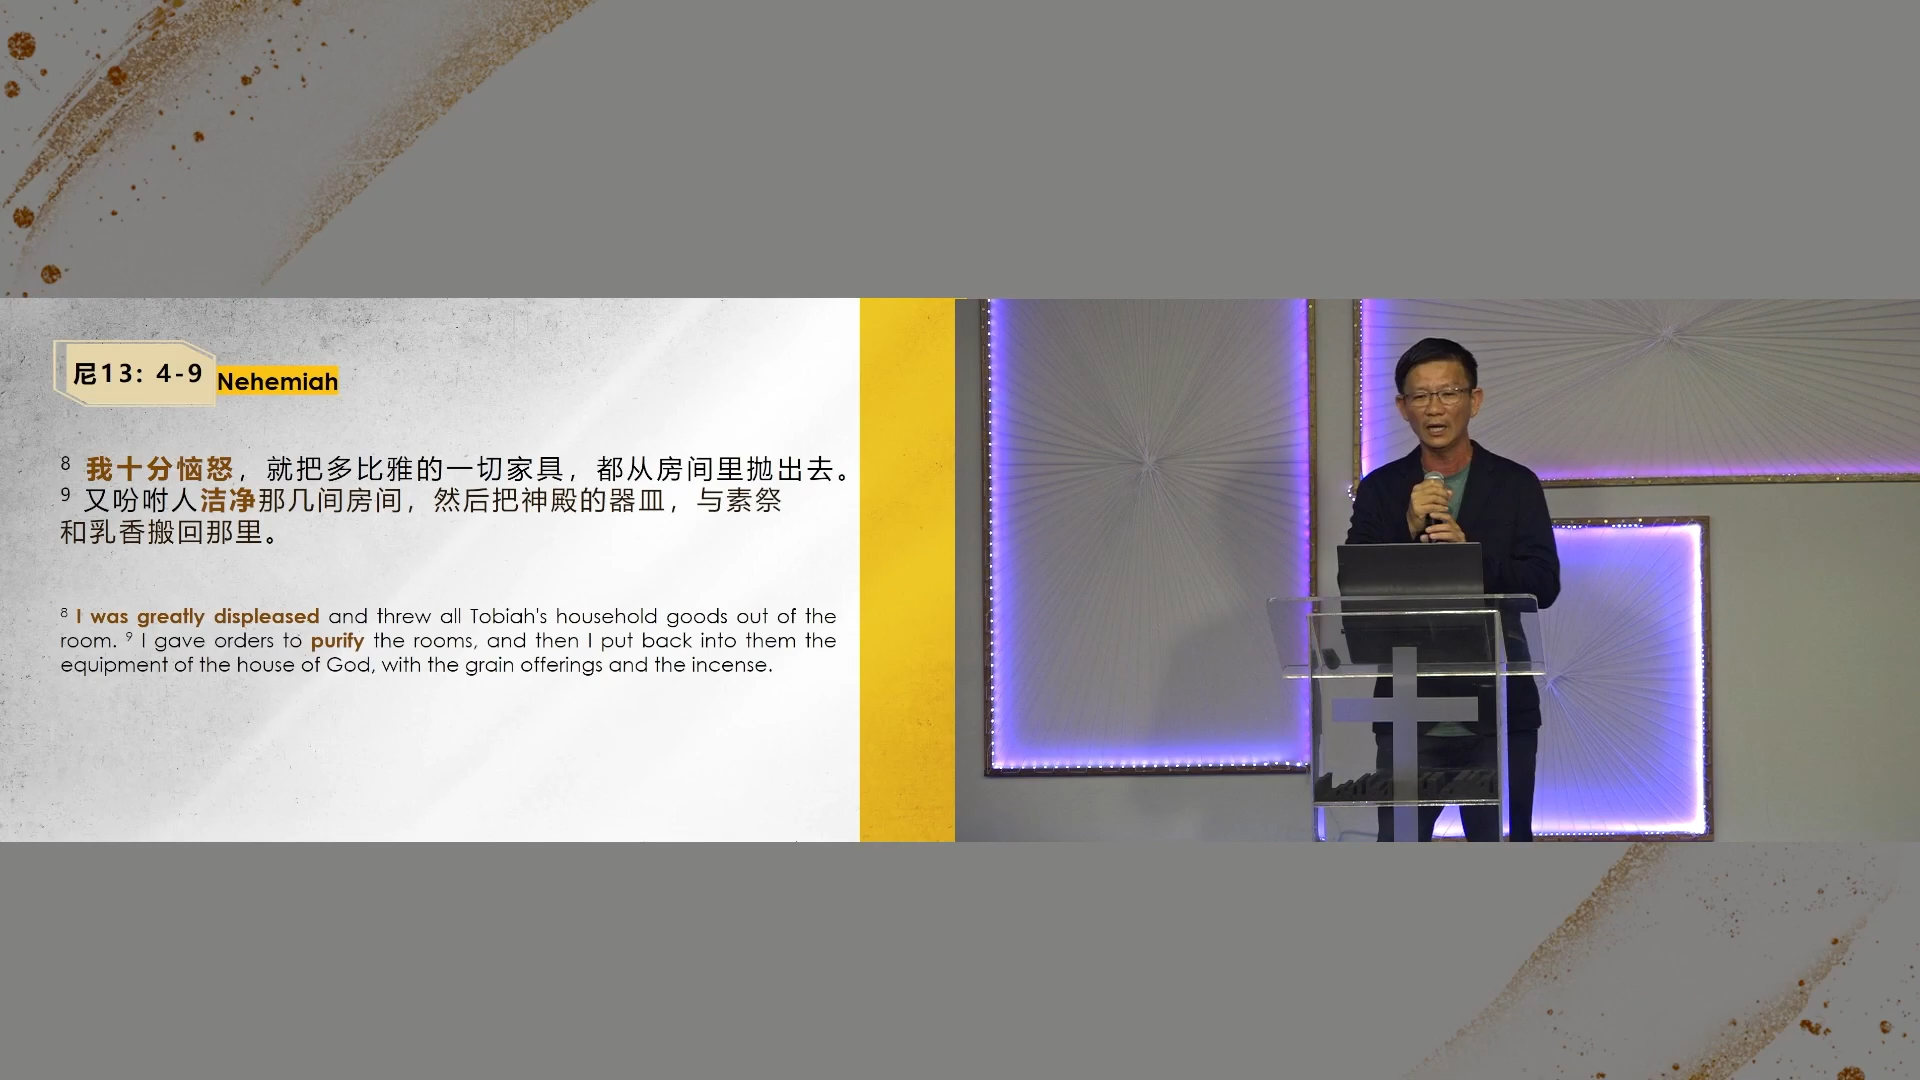 尼13: 4-9
Nehemiah
8 我十分恼怒，就把多比雅的一切家具，都从房间里抛出去。
9 又吩咐人洁净那几间房间，然后把神殿的器皿，与素祭
和乳香搬回那里。
8 I was greatly displeased and threw all Tobiah's household goods out of the
room. 9 I gave orders to purify the rooms, and then I put back into them the
equipment of the house of God, with the grain offerings and the incense.